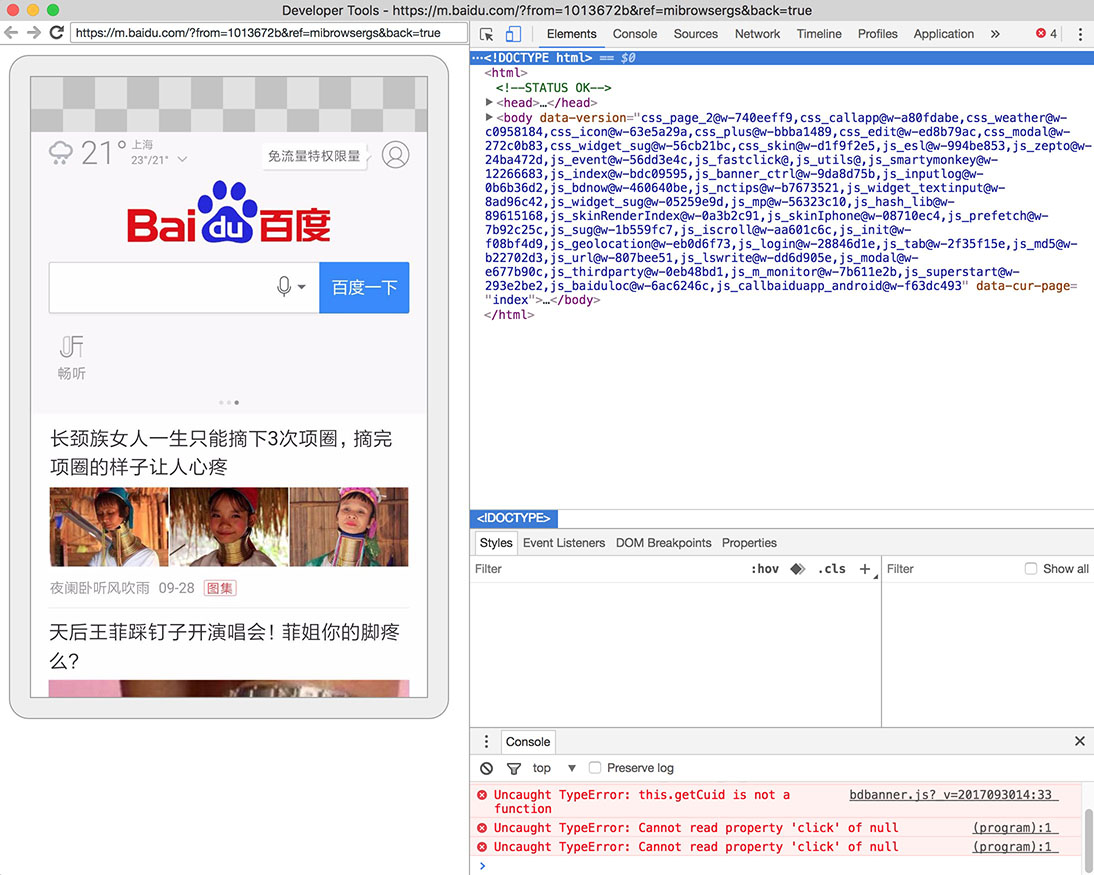 Developer Tools - https://m.baidu.com/?from=1013672b&ref=mibrowsergs&back=true
https://m.baidu.com/?from=1013672b&ref=mibrowsergs&back=true
Elements Console Sources Network Timeline Profiles Application » 4
21° 上海
23°/21°
免流量特权限量
Bai du 百度
百度一下
畅听
长颈族女人一生只能摘下3次项圈，摘完
项圈的样子让人心疼
夜阑卧听风吹雨 09-28 图集
天后王菲踩钉子开演唱会！菲姐你的脚疼
么？
…<!DOCTYPE html> == $0
<html>
<!--STATUS OK-->
<head>…</head>
<body data-version="css_page_2@w-740eeff9,css_callapp@w-a80fdabe,css_weather@w-
c0958184,css_icon@w-63e5a29a,css_plus@w-bbba1489,css_edit@w-ed8b79ac,css_modal@w-
272c0b83,css_widget_sug@w-56cb21bc,css_skin@w-d1f9f2e5,js_esl@w-994be853,js_zepto@w-
24ba472d,js_event@w-56dd3e4c,js_fastclick@,js_utils@,js_smartymonkey@w-
12266683,js_index@w-bdc09595,js_banner_ctrl@w-9da8d75b,js_inputlog@w-
0b6b36d2,js_bdnow@w-460640be,js_nctips@w-b7673521,js_widget_textinput@w-
8ad96c42,js_widget_sug@w-05259e9d,js_mp@w-56323c10,js_hash_lib@w-
89615168,js_skinRenderIndex@w-0a3b2c91,js_skinIphone@w-08710ec4,js_prefetch@w-
7b92c25c,js_sug@w-1b559fc7,js_iscroll@w-aa601c6c,js_init@w-
f08bf4d9,js_geolocation@w-eb0d6f73,js_login@w-28846d1e,js_tab@w-2f35f15e,js_md5@w-
b22702d3,js_url@w-807bee51,js_lswrite@w-dd6d905e,js_modal@w-
e677b90c,js_thirdparty@w-0eb48bd1,js_m_monitor@w-7b611e2b,js_superstart@w-
293e2be2,js_baiduloc@w-6ac6246c,js_callbaiduapp_android@w-f63dc493" data-cur-page=
"index">…</body>
</html>
<!DOCTYPE>
Styles Event Listeners DOM Breakpoints Properties
Filter :hov .cls + Filter Show all
Console
top Preserve log
Uncaught TypeError: this.getCuid is not a bdbanner.js?_v=2017093014:33
function
Uncaught TypeError: Cannot read property 'click' of null (program):1
Uncaught TypeError: Cannot read property 'click' of null (program):1
>